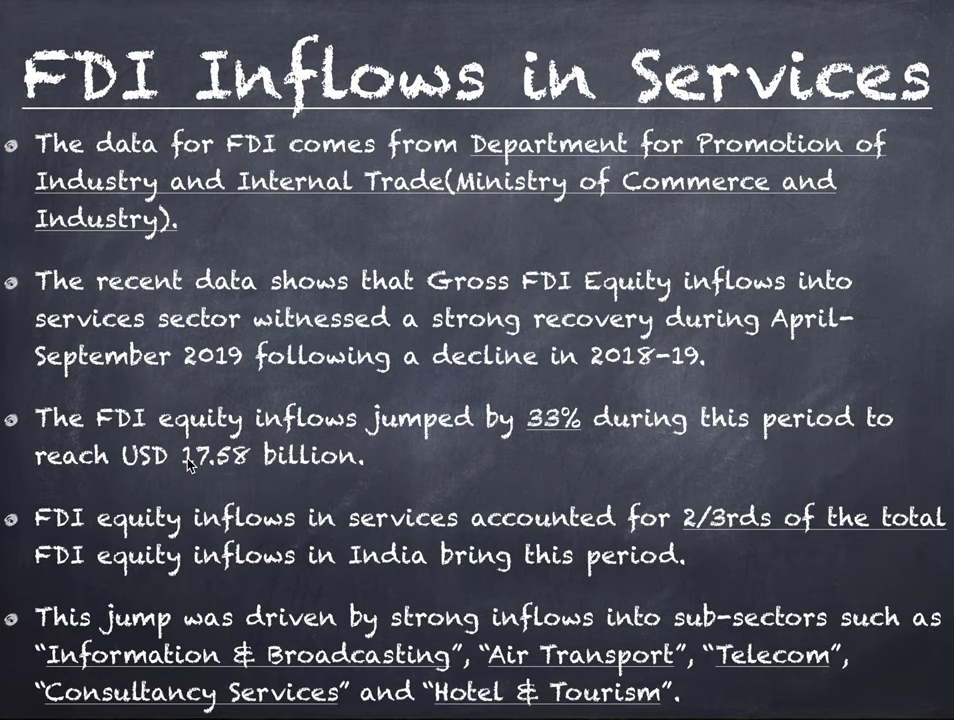 FDI Inflows in Services
The data for FDI comes from Department for Promotion of
Industry and Internal Trade(Ministry of Commerce and
Industry).
The recent data shows that Gross FDI Equity inflows into
services sector witnessed a strong recovery during April-
September 2019 following a decline in 2018-19.
The FDI equity inflows jumped by 33% during this period to
reach USD 17.58 billion.
FDI equity inflows in services accounted for 2/3rds of the total
FDI equity inflows in India bring this period.
This jump was driven by strong inflows into sub-sectors such as
“Information & Broadcasting”, “Air Transport”, “Telecom”,
“Consultancy Services” and “Hotel & Tourism”.